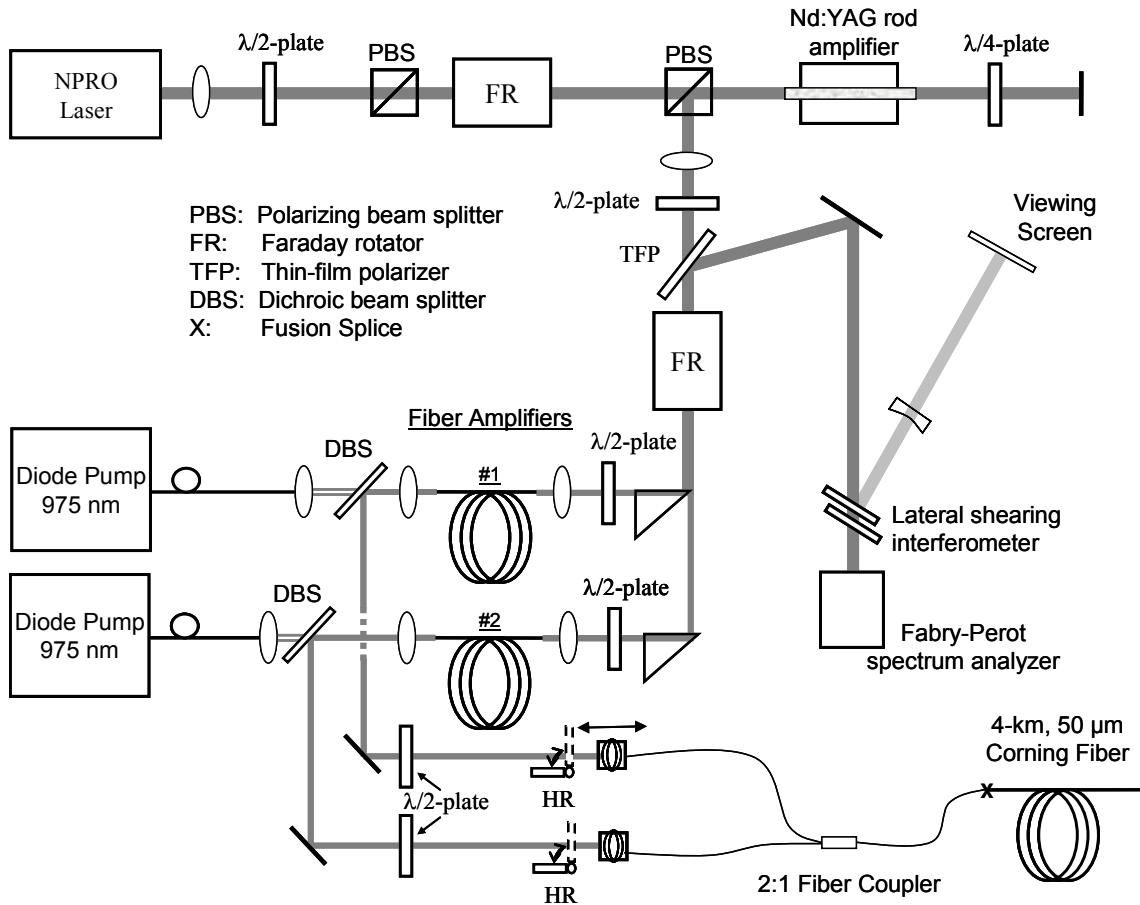 Nd:YAG rod
amplifier
λ/2-plate
PBS
PBS
λ/4-plate
NPRO
Laser
FR
λ/2-plate
PBS: Polarizing beam splitter
FR: Faraday rotator
TFP: Thin-film polarizer
DBS: Dichroic beam splitter
X: Fusion Splice
TFP
Viewing
Screen
FR
Fiber Amplifiers
Diode Pump
975 nm
DBS
#1
λ/2-plate
Lateral shearing
interferometer
Diode Pump
975 nm
DBS
#2
λ/2-plate
Fabry-Perot
spectrum analyzer
λ/2-plate
HR
HR
4-km, 50 µm
Corning Fiber
X
2:1 Fiber Coupler